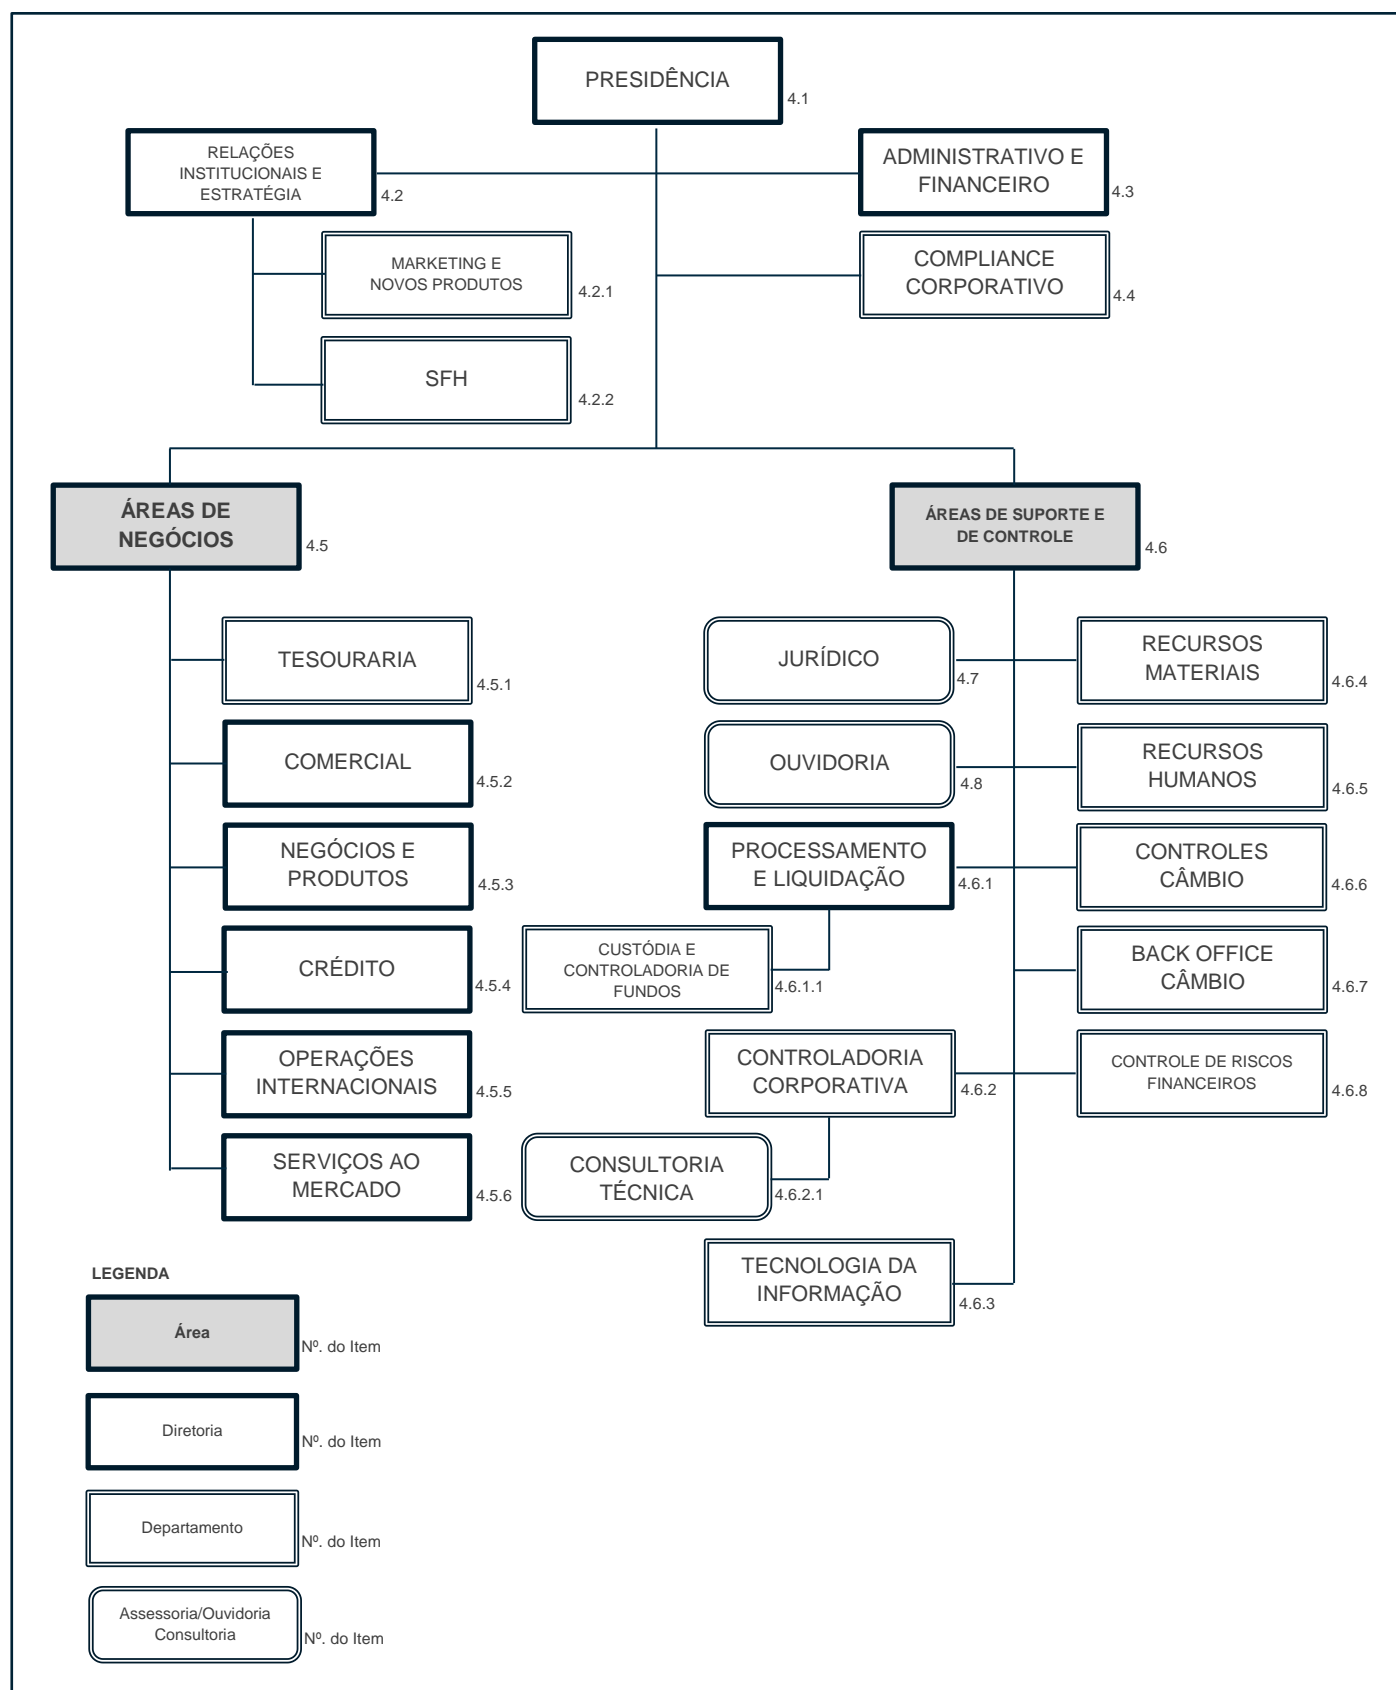 PRESIDÊNCIA
4.1
RELAÇÕES
INSTITUCIONAIS E
ESTRATÉGIA
4.2
ADMINISTRATIVO E
FINANCEIRO
4.3
MARKETING E
NOVOS PRODUTOS
4.2.1
COMPLIANCE
CORPORATIVO
4.4
SFH
4.2.2
ÁREAS DE
NEGÓCIOS
4.5
ÁREAS DE SUPORTE E
DE CONTROLE
4.6
TESOURARIA
4.5.1
COMERCIAL
4.5.2
NEGÓCIOS E
PRODUTOS
4.5.3
CRÉDITO
4.5.4
OPERAÇÕES
INTERNACIONAIS
4.5.5
SERVIÇOS AO
MERCADO
4.5.6
JURÍDICO
4.7
OUVIDORIA
4.8
PROCESSAMENTO
E LIQUIDAÇÃO
4.6.1
CUSTÓDIA E
CONTROLADORIA DE
FUNDOS
4.6.1.1
CONTROLADORIA
CORPORATIVA
4.6.2
CONSULTORIA
TÉCNICA
4.6.2.1
TECNOLOGIA DA
INFORMAÇÃO
4.6.3
RECURSOS
MATERIAIS
4.6.4
RECURSOS
HUMANOS
4.6.5
CONTROLES
CÂMBIO
4.6.6
BACK OFFICE
CÂMBIO
4.6.7
CONTROLE DE RISCOS
FINANCEIROS
4.6.8
LEGENDA
Área
Nº. do Item
Diretoria
Nº. do Item
Departamento
Nº. do Item
Assessoria/Ouvidoria
Consultoria
Nº. do Item